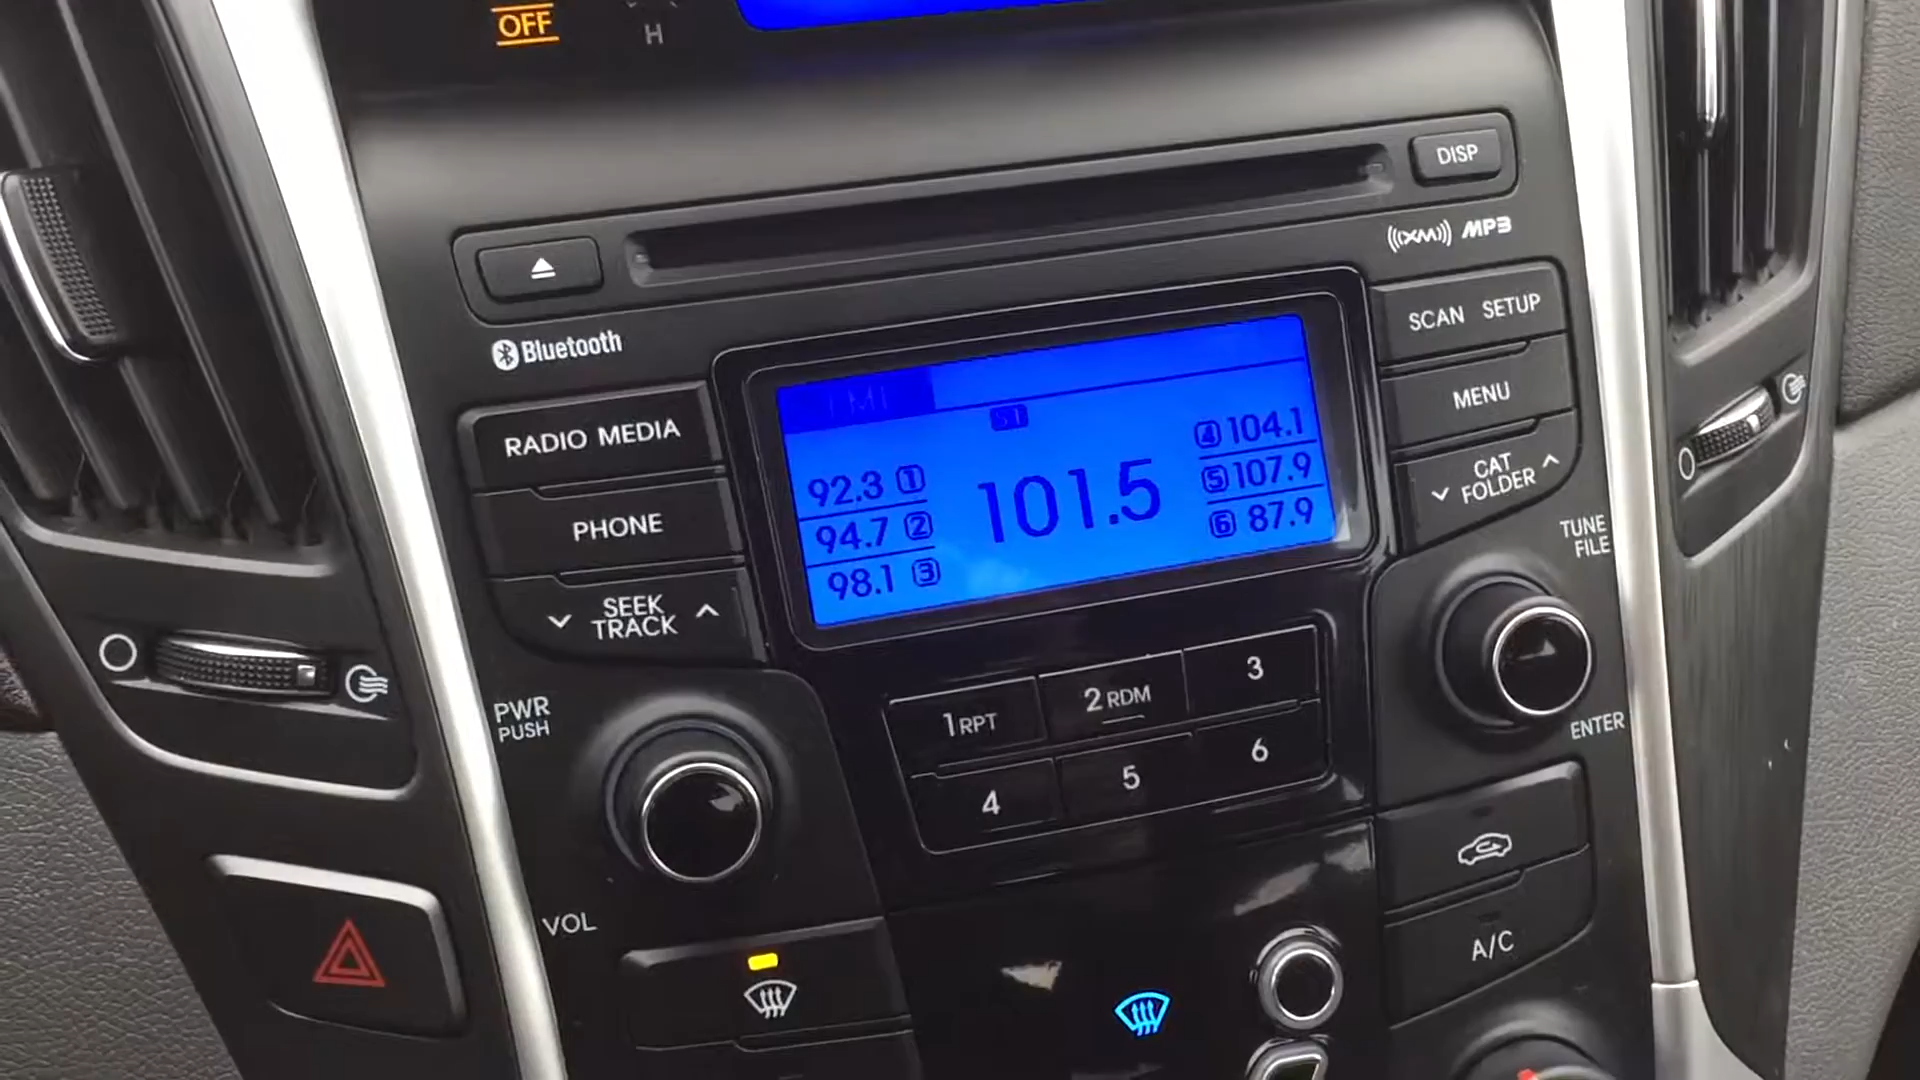 OFF
H
DISP
XM MP3
Bluetooth
SCAN SETUP
RADIO MEDIA
MENU
ST
92.3 1
94.7 2
98.1 3
101.5
4 104.1
5 107.9
6 87.9
CAT
FOLDER
PHONE
SEEK
TRACK
TUNE
FILE
PWR
PUSH
1 RPT
2 RDM
3
4
5
6
ENTER
VOL
A/C